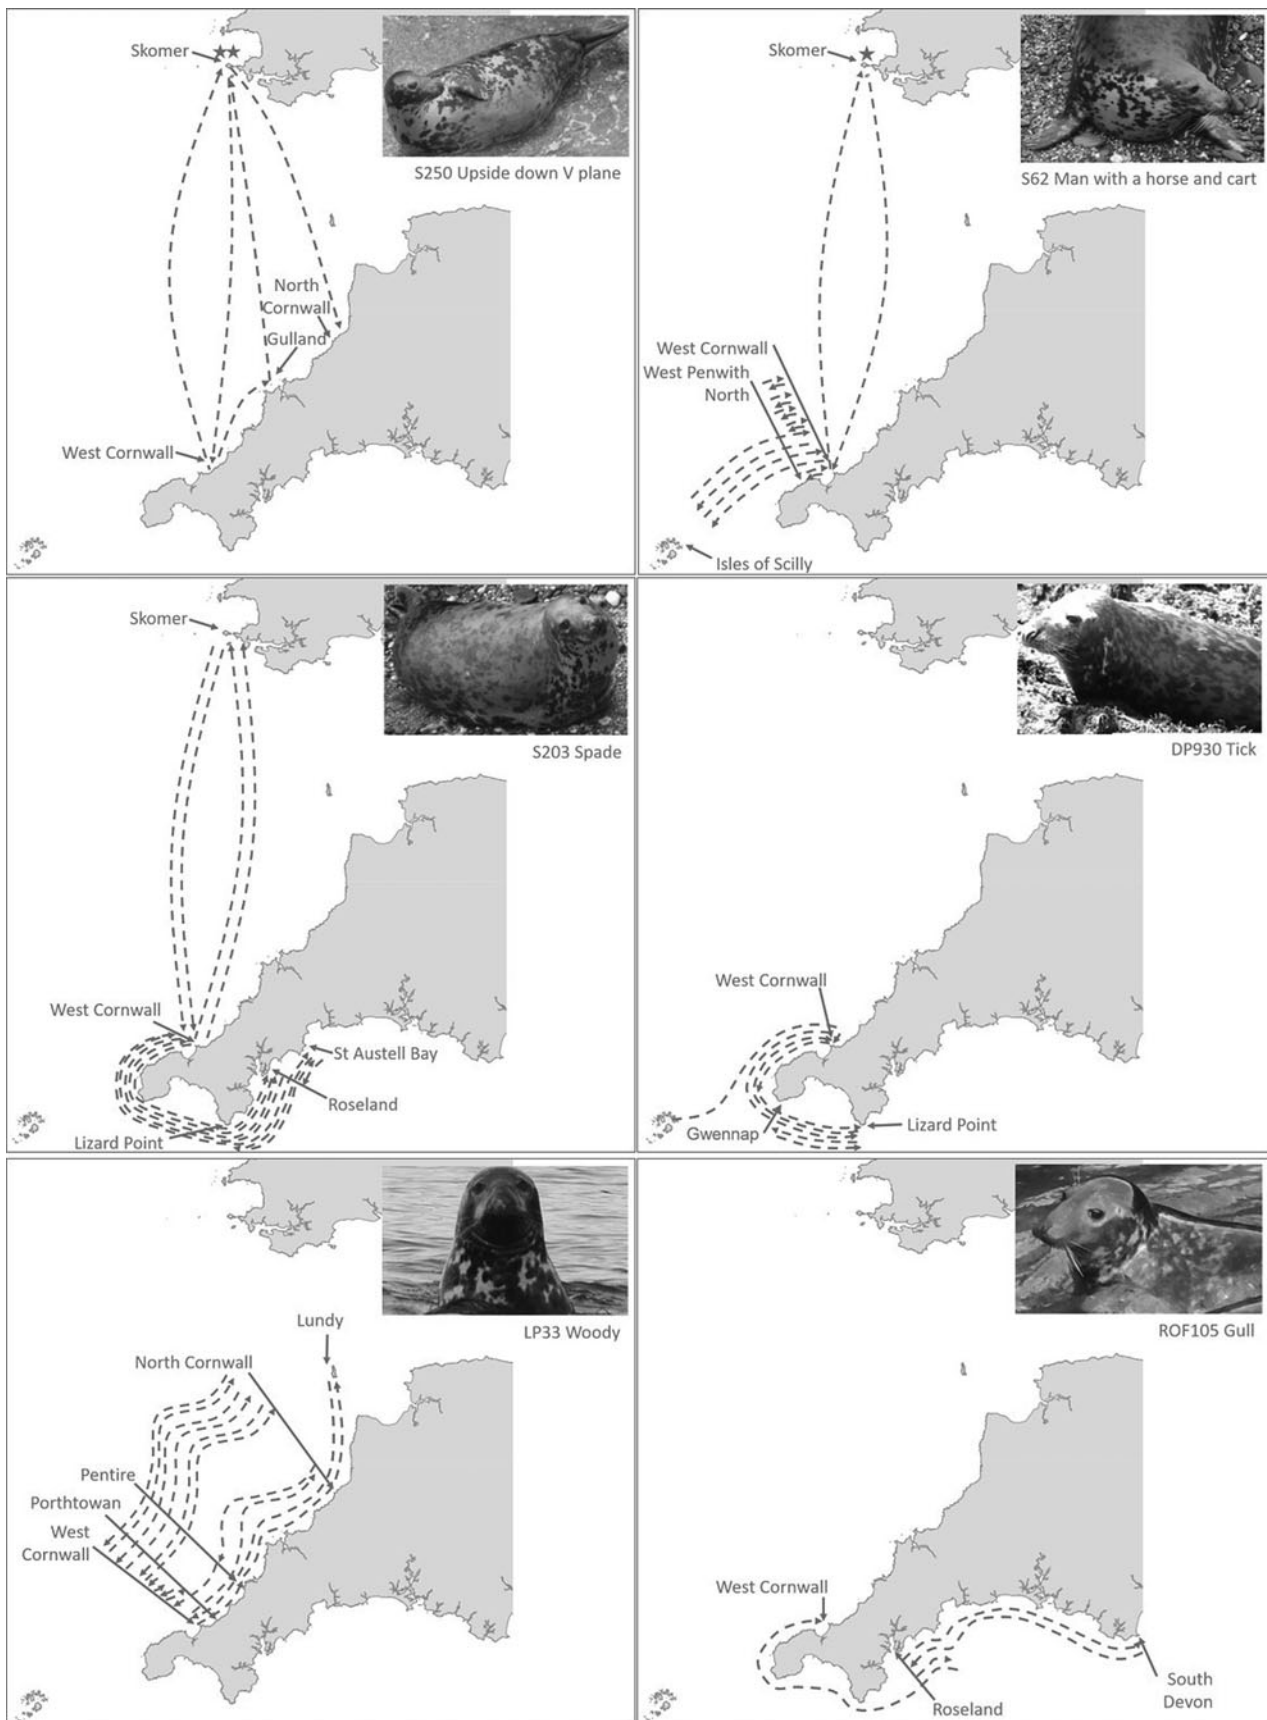 Skomer
S250 Upside down V plane
North
Cornwall
Gulland
West Cornwall
Skomer
S62 Man with a horse and cart
West Cornwall
West Penwith
North
Isles of Scilly
Skomer
S203 Spade
West Cornwall
St Austell Bay
Roseland
Lizard Point
DP930 Tick
West Cornwall
Gwennap
Lizard Point
LP33 Woody
Lundy
North Cornwall
Pentire
Porthtowan
West
Cornwall
ROF105 Gull
West Cornwall
Roseland
South
Devon